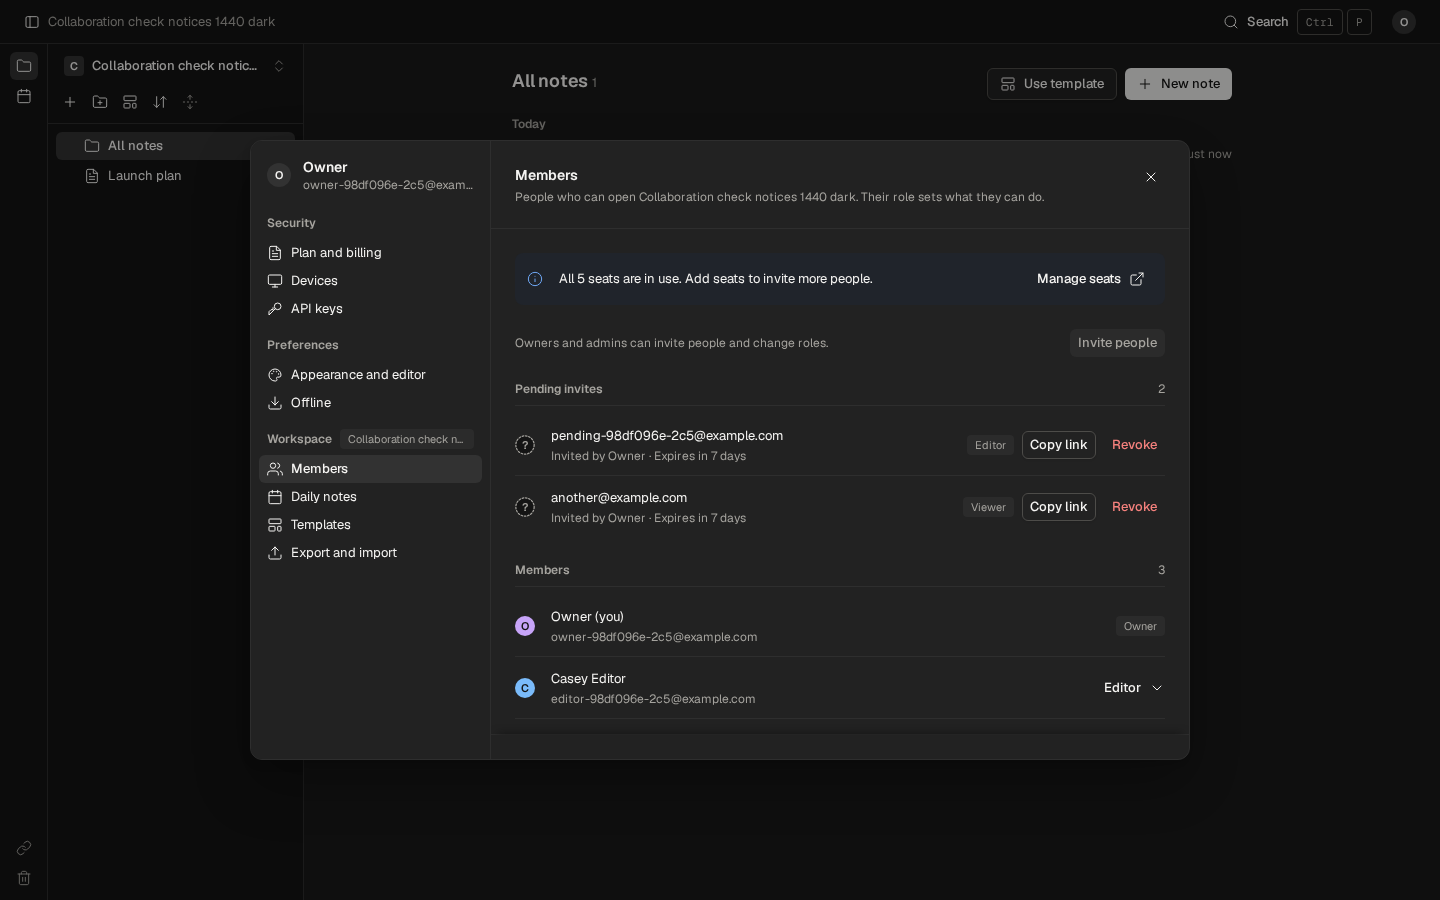 Collaboration check notices 1440 dark
Search
Ctrl
P
O
C
Collaboration check notic...
All notes 1
Use template
New note
Today
All notes
Launch plan
just now
O
Owner
owner-98df096e-2c5@exam...
Security
Plan and billing
Devices
API keys
Preferences
Appearance and editor
Offline
Workspace
Collaboration check n...
Members
Daily notes
Templates
Export and import
Members
People who can open Collaboration check notices 1440 dark. Their role sets what they can do.
All 5 seats are in use. Add seats to invite more people.
Manage seats
Owners and admins can invite people and change roles.
Invite people
Pending invites
2
?
pending-98df096e-2c5@example.com
Invited by Owner · Expires in 7 days
Editor
Copy link
Revoke
?
another@example.com
Invited by Owner · Expires in 7 days
Viewer
Copy link
Revoke
Members
3
O
Owner (you)
owner-98df096e-2c5@example.com
Owner
C
Casey Editor
editor-98df096e-2c5@example.com
Editor